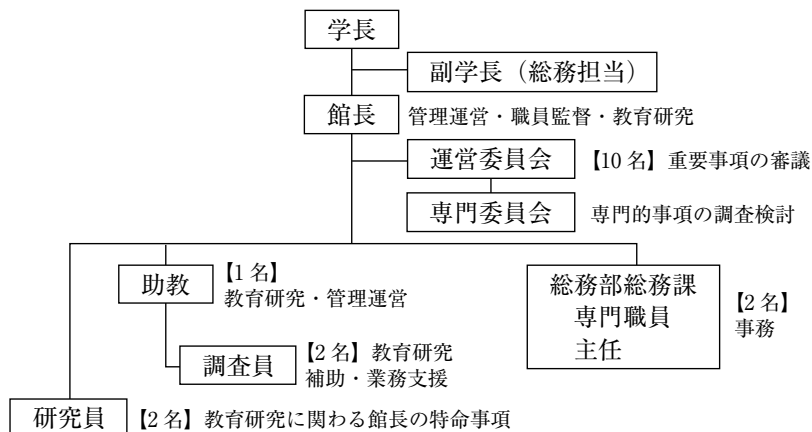 学長
副学長（総務担当）
館長 管理運営・職員監督・教育研究
運営委員会 【10 名】重要事項の審議
専門委員会 専門的事項の調査検討
助教 【1 名】
教育研究・管理運営
総務部総務課
専門職員
主任
【2 名】
事務
調査員 【2 名】教育研究
補助・業務支援
研究員 【2 名】教育研究に関わる館長の特命事項